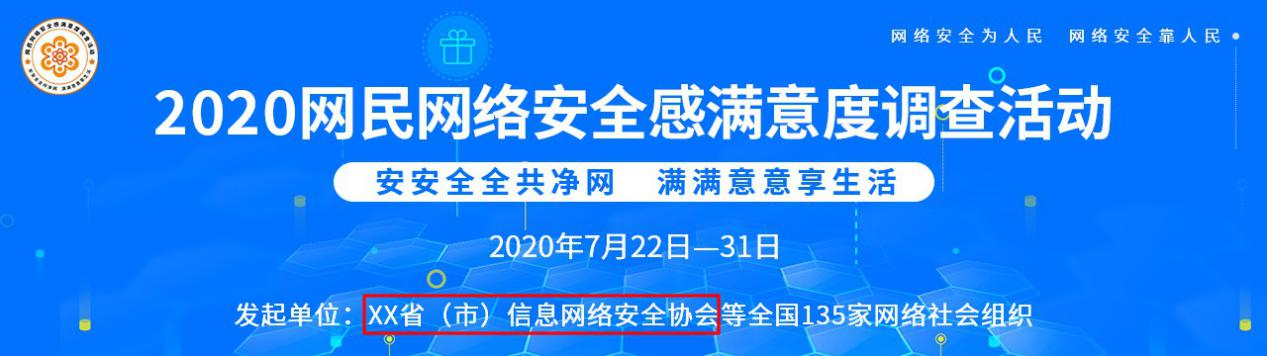 网络安全为人民 网络安全靠人民
2020网民网络安全感满意度调查活动
安安全全共净网 满满意意享生活
2020年7月22日—31日
发起单位：XX省（市）信息网络安全协会等全国135家网络社会组织